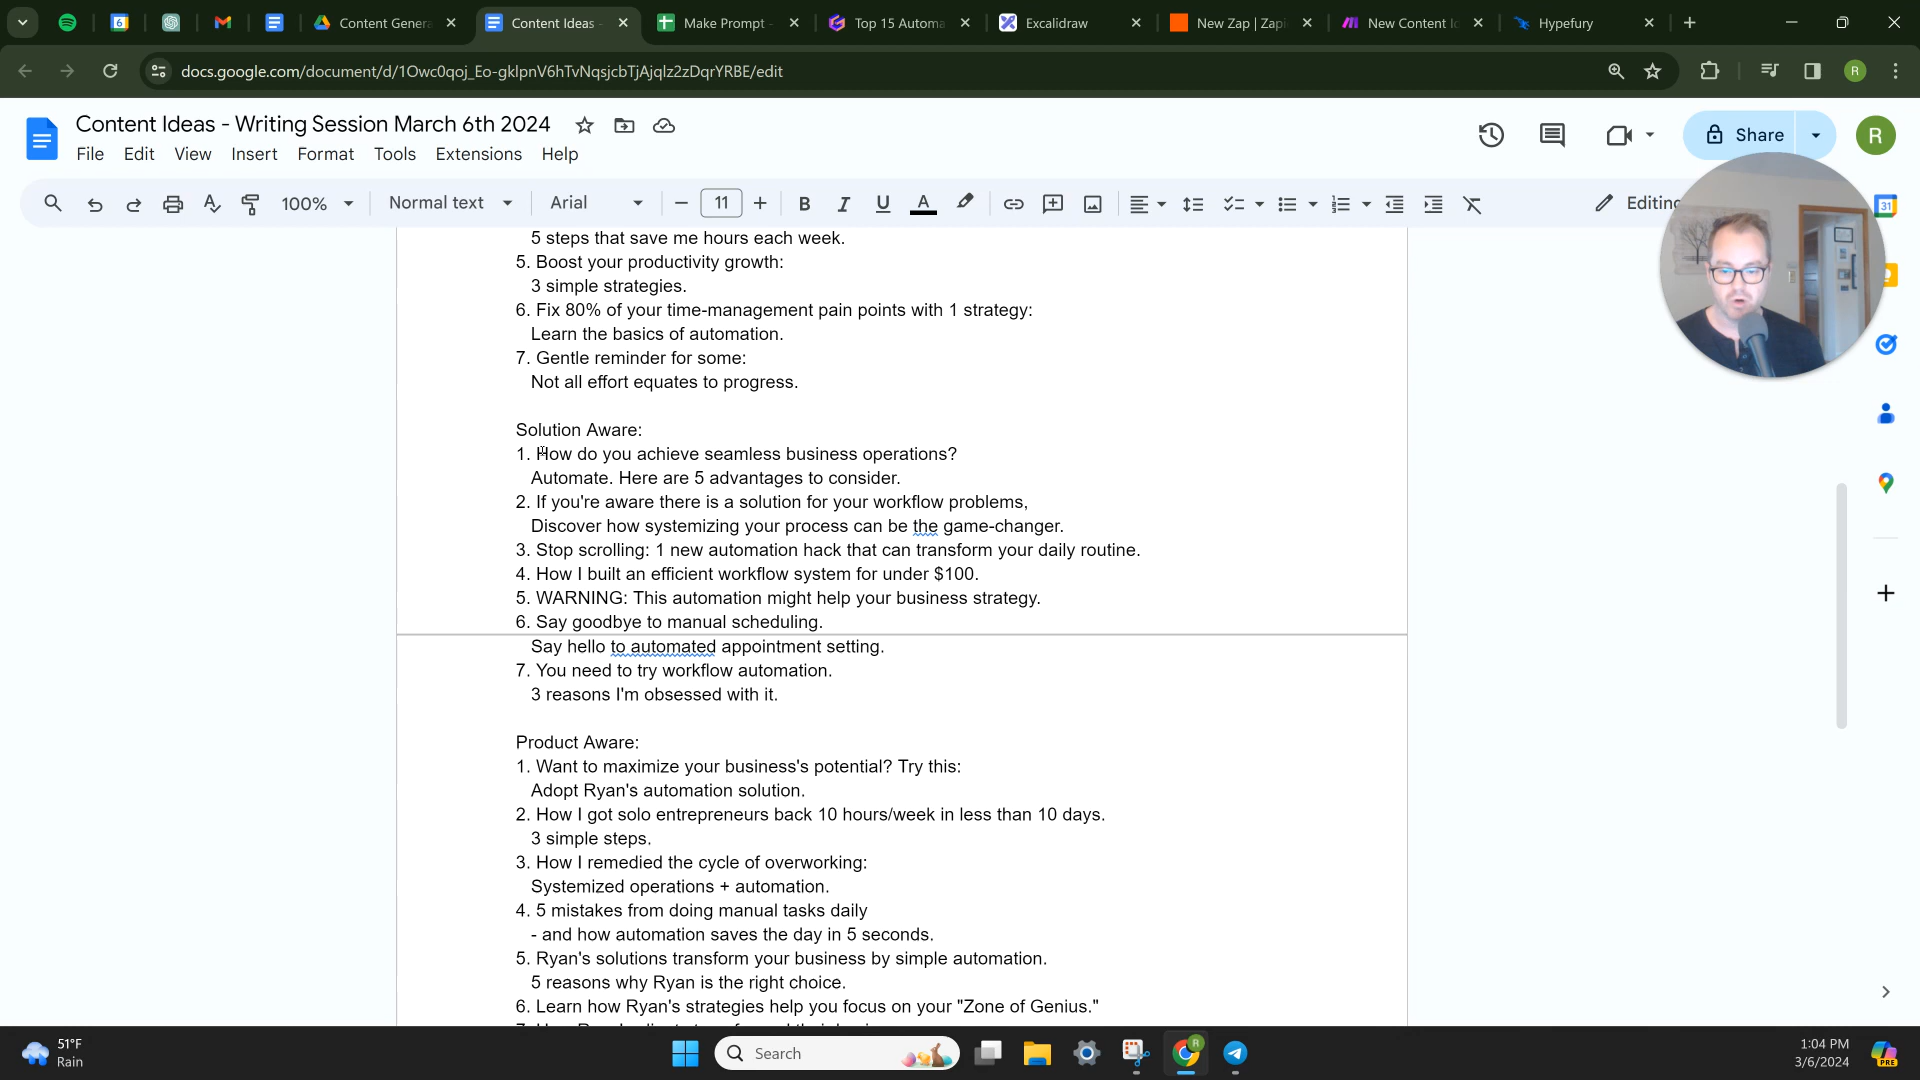 Content Genera
Content Ideas -
Make Prompt -
Top 15 Automa
Excalidraw
New Zap | Zapi
New Content Id
Hypefury
docs.google.com/document/d/1Owc0qoj_Eo-gklpnV6hTvNqsjcbTjAjqlz2zDqrYRBE/edit
R
Content Ideas - Writing Session March 6th 2024
File Edit View Insert Format Tools Extensions Help
Share
R
100% Normal text Arial 11 B I U A Editing
31
5 steps that save me hours each week.
5. Boost your productivity growth:
3 simple strategies.
6. Fix 80% of your time-management pain points with 1 strategy:
Learn the basics of automation.
7. Gentle reminder for some:
Not all effort equates to progress.
Solution Aware:
1. How do you achieve seamless business operations?
Automate. Here are 5 advantages to consider.
2. If you're aware there is a solution for your workflow problems,
Discover how systemizing your process can be the game-changer.
3. Stop scrolling: 1 new automation hack that can transform your daily routine.
4. How I built an efficient workflow system for under $100.
5. WARNING: This automation might help your business strategy.
6. Say goodbye to manual scheduling.
Say hello to automated appointment setting.
7. You need to try workflow automation.
3 reasons I'm obsessed with it.
Product Aware:
1. Want to maximize your business's potential? Try this:
Adopt Ryan's automation solution.
2. How I got solo entrepreneurs back 10 hours/week in less than 10 days.
3 simple steps.
3. How I remedied the cycle of overworking:
Systemized operations + automation.
4. 5 mistakes from doing manual tasks daily
- and how automation saves the day in 5 seconds.
5. Ryan's solutions transform your business by simple automation.
5 reasons why Ryan is the right choice.
6. Learn how Ryan's strategies help you focus on your "Zone of Genius."
51°F
Rain
Search
R
1:04 PM
3/6/2024
PRE